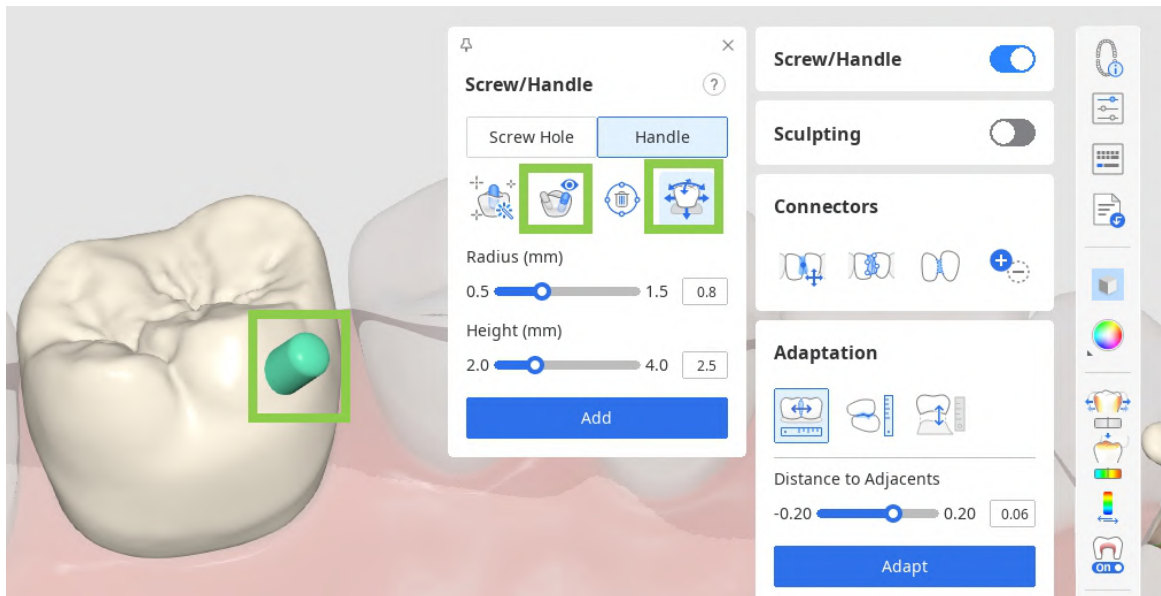 Screw/Handle
?
Screw Hole
Handle
Radius (mm)
0.5
1.5
0.8
Height (mm)
2.0
4.0
2.5
Add
Screw/Handle
Sculpting
Connectors
Adaptation
Distance to Adjacents
-0.20
0.20
0.06
Adapt
On